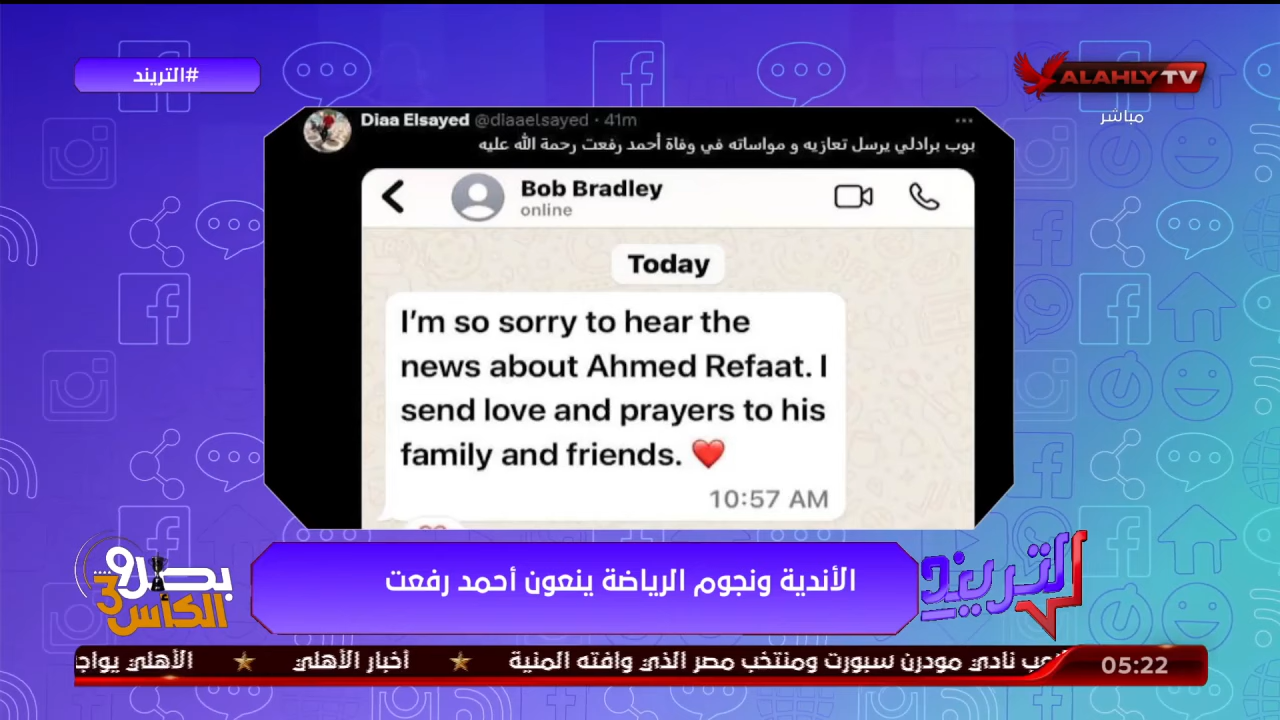 #التريند
ALAHLY TV
مباشر
Diaa Elsayed @diaaelsayed · 41m
بوب برادلي يرسل تعازيه و مواساته في وفاة أحمد رفعت رحمة الله عليه
Bob Bradley
online
Today
I'm so sorry to hear the
news about Ahmed Refaat. I
send love and prayers to his
family and friends. ❤️
10:57 AM
التريند
الأندية ونجوم الرياضة ينعون أحمد رفعت
الكأس
3
05:22
نادي مودرن سبورت ومنتخب مصر الذي وافته المنية ★ أخبار الأهلي ★ الأهلي